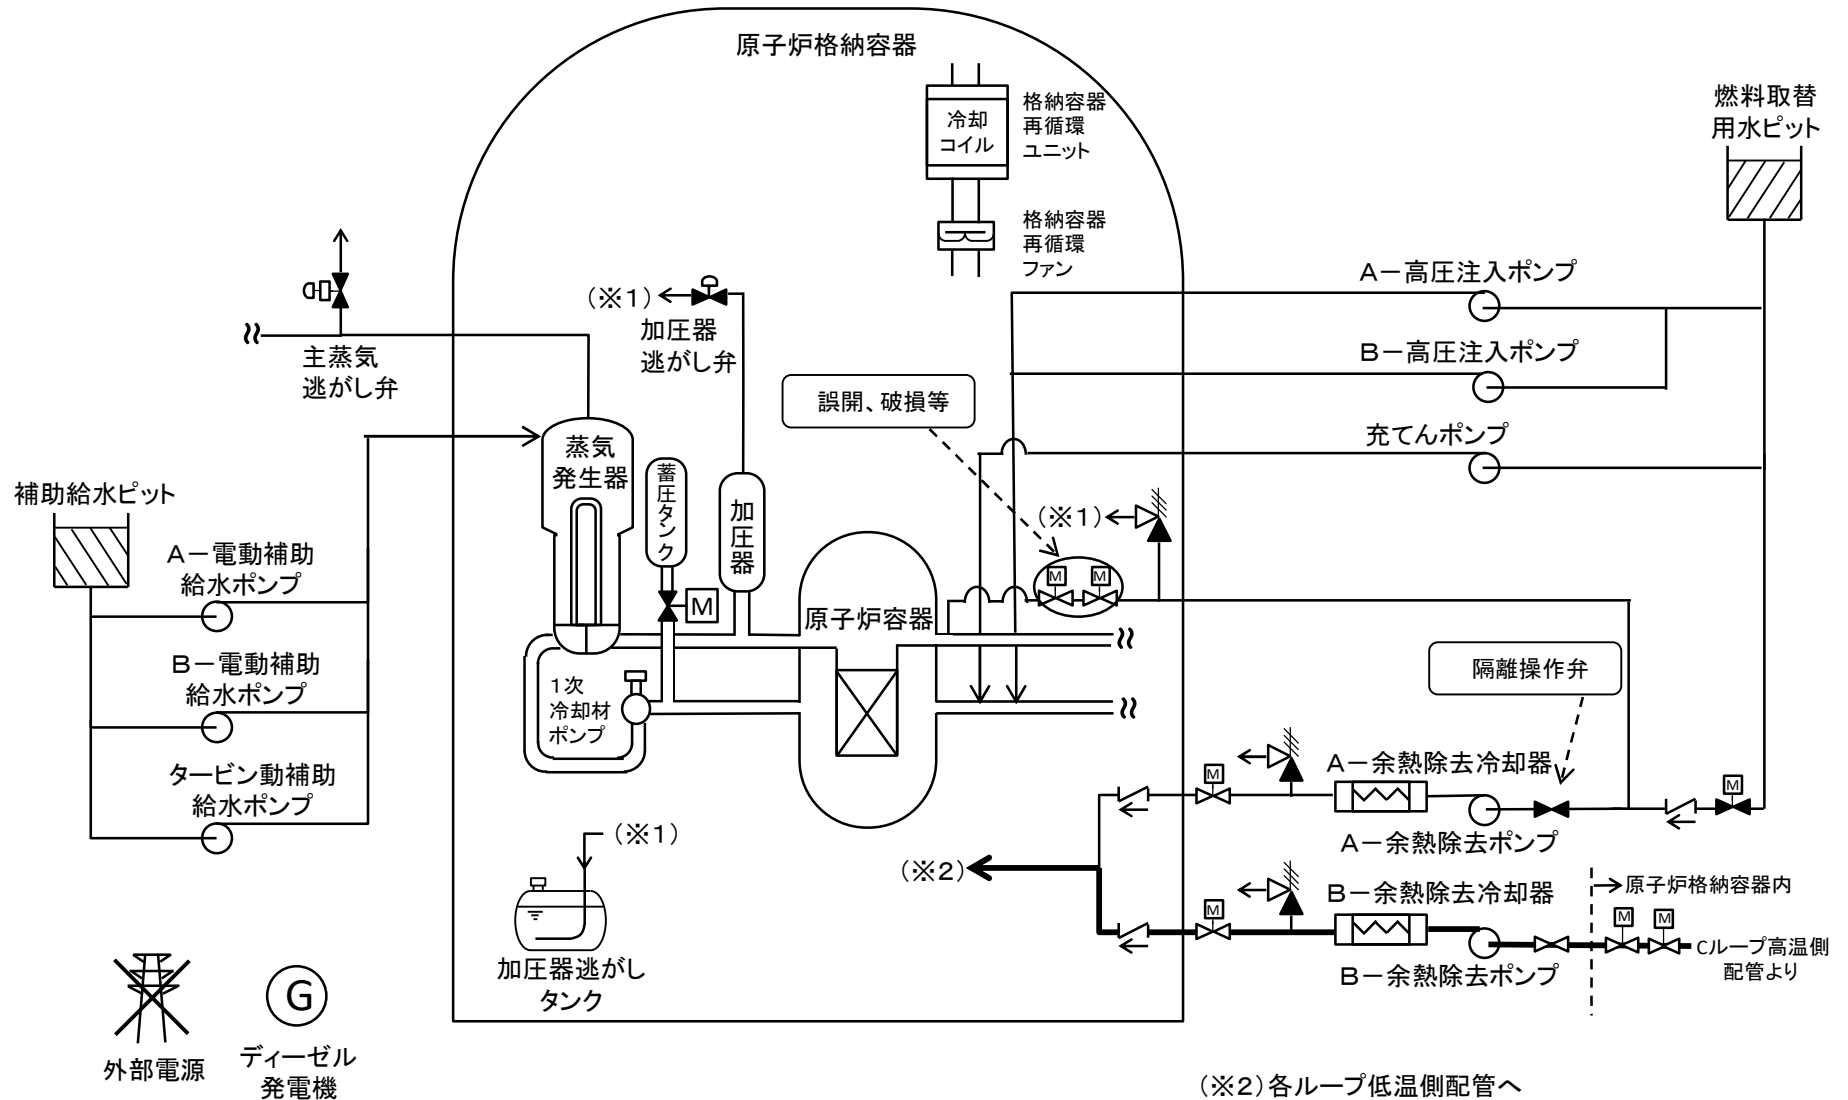 原子炉格納容器
冷却
コイル
格納容器
再循環
ユニット
格納容器
再循環
ファン
燃料取替
用水ピット
A-高圧注入ポンプ
B-高圧注入ポンプ
充てんポンプ
主蒸気
逃がし弁
(※1)
加圧器
逃がし弁
誤開、破損等
蒸気
発生器
蓄圧タンク
加圧器
(※1)
M
M
M
原子炉容器
補助給水ピット
A-電動補助
給水ポンプ
B-電動補助
給水ポンプ
タービン動補助
給水ポンプ
1次
冷却材
ポンプ
隔離操作弁
M
A-余熱除去冷却器
M
A-余熱除去ポンプ
(※1)
(※2)
M
B-余熱除去冷却器
B-余熱除去ポンプ
原子炉格納容器内
M
M
Cループ高温側
配管より
加圧器逃がし
タンク
外部電源
G
ディーゼル
発電機
(※2)各ループ低温側配管へ